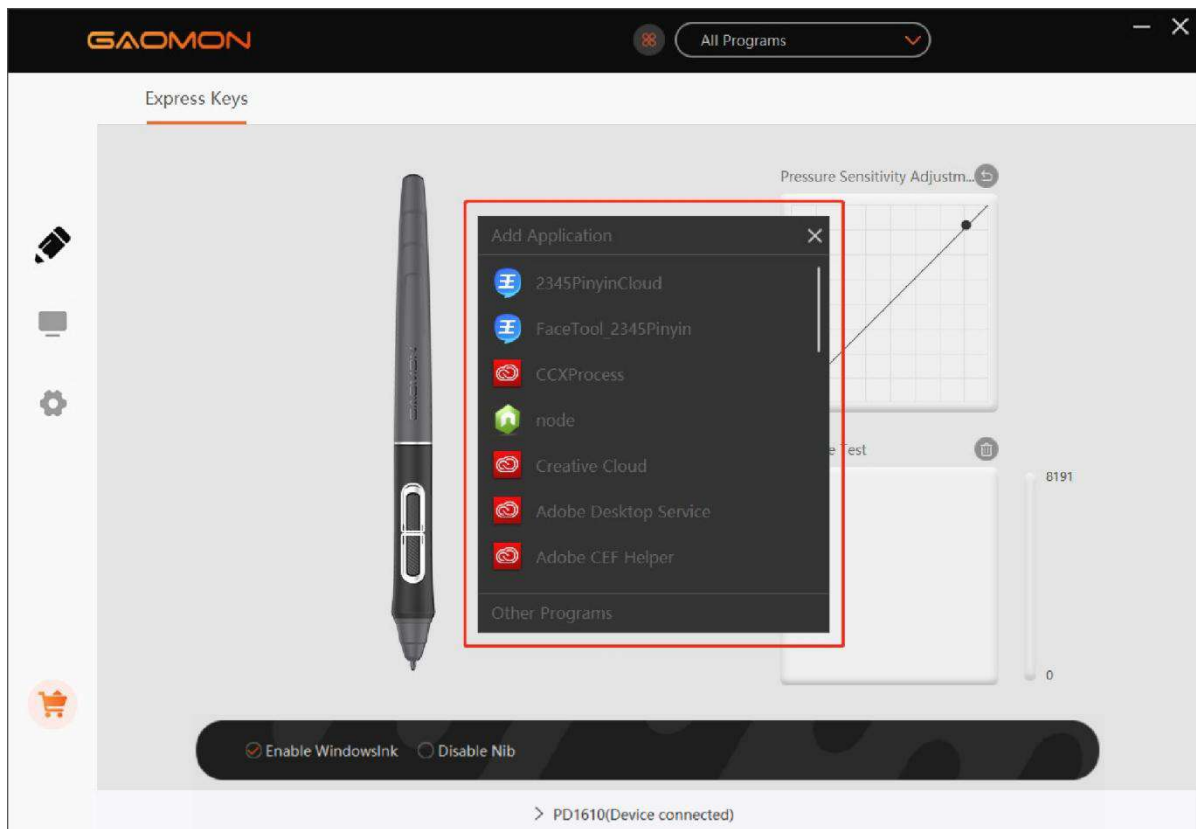 GAOMON
All Programs
Express Keys
Pressure Sensitivity Adjustm...
Add Application
2345PinyinCloud
FaceTool_2345Pinyin
CCXProcess
node
Creative Cloud
Adobe Desktop Service
Adobe CEF Helper
Other Programs
GAOMON
e Test
8191
0
Enable WindowsInk
Disable Nib
> PD1610(Device connected)